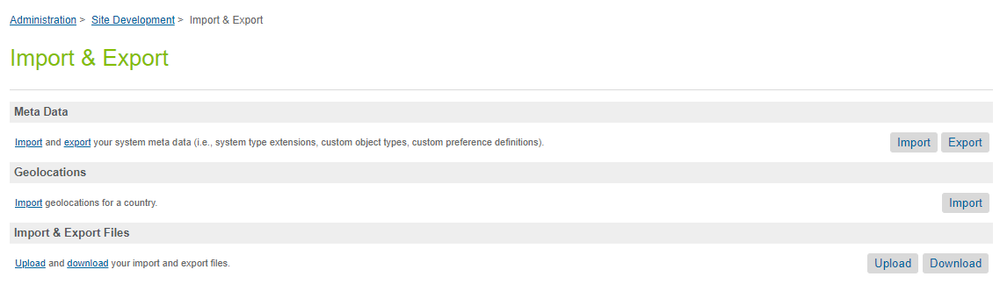 Administration > Site Development > Import & Export
Import & Export
Meta Data
Import and export your system meta data (i.e., system type extensions, custom object types, custom preference definitions). Import Export
Geolocations
Import geolocations for a country. Import
Import & Export Files
Upload and download your import and export files. Upload Download